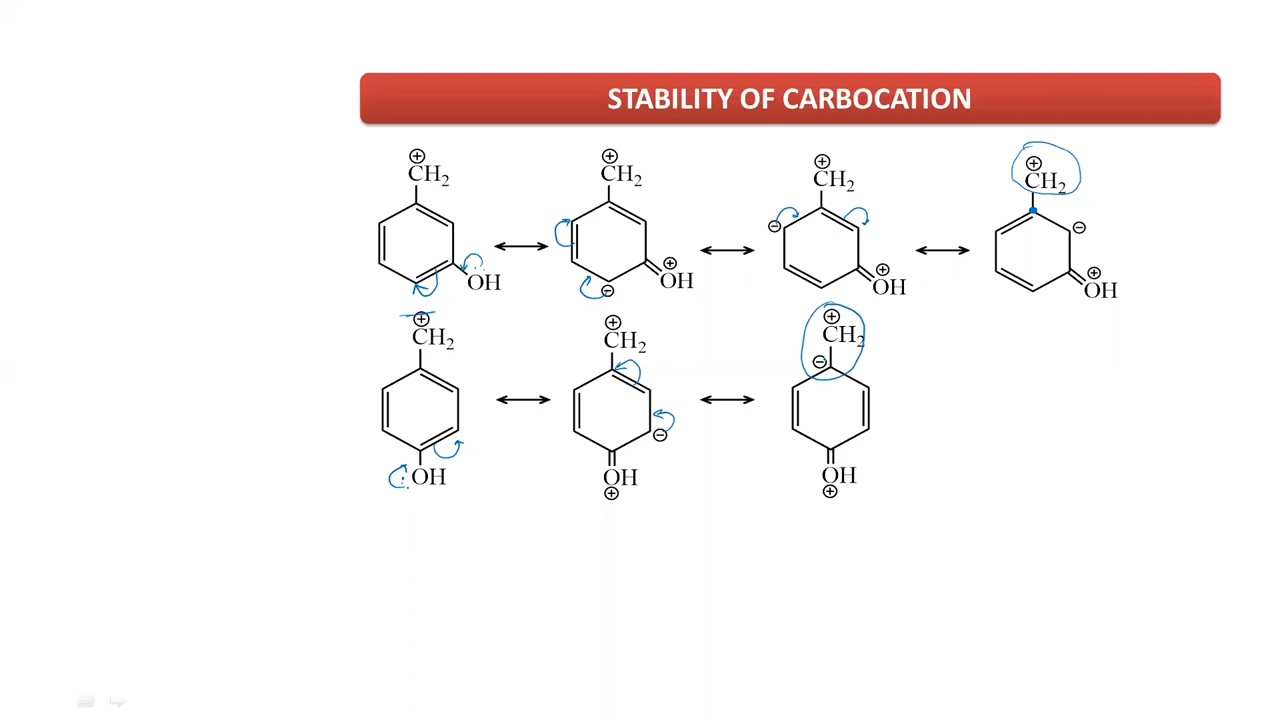 STABILITY OF CARBOCATION
⊕ ⊕ ⊕ ⊕
CH2 CH2 CH2 CH2
⊖ ⊖
⊕ ⊕ ⊕
OH OH OH OH
⊖
⊕ ⊕ ⊕
CH2 CH2 CH2
⊖
⊖
OH OH OH
⊕ ⊕